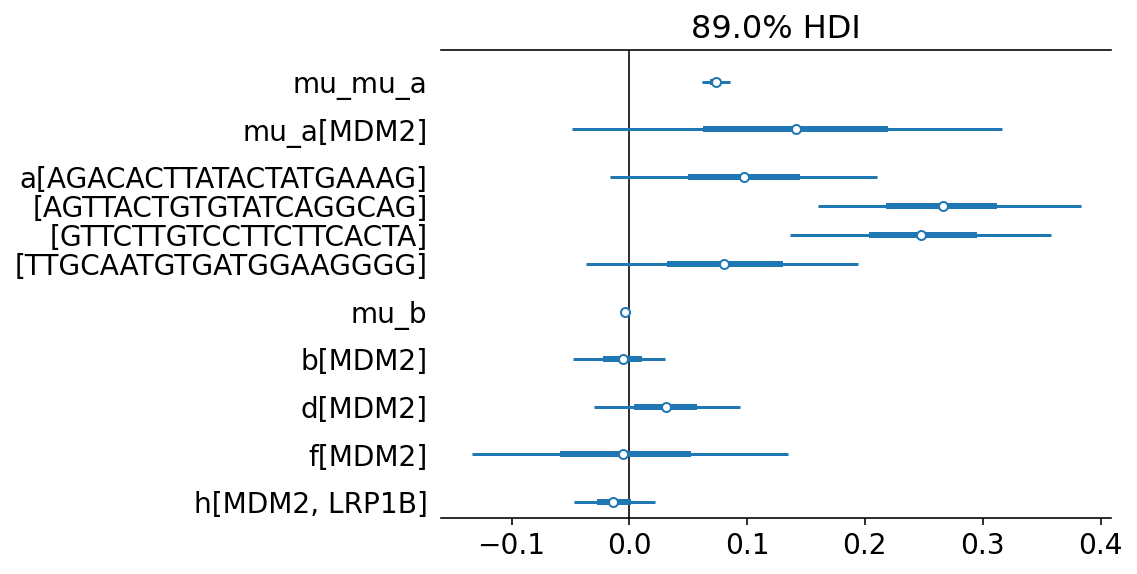 89.0% HDI
mu_mu_a
mu_a[MDM2]
a[AGACACTTATACTATGAAAG]
[AGTTACTGTGTATCAGGCAG]
[GTTCTTGTCCTTCTTCACTA]
[TTGCAATGTGATGGAAGGGG]
mu_b
b[MDM2]
d[MDM2]
f[MDM2]
h[MDM2, LRP1B]
−0.1 0.0 0.1 0.2 0.3 0.4